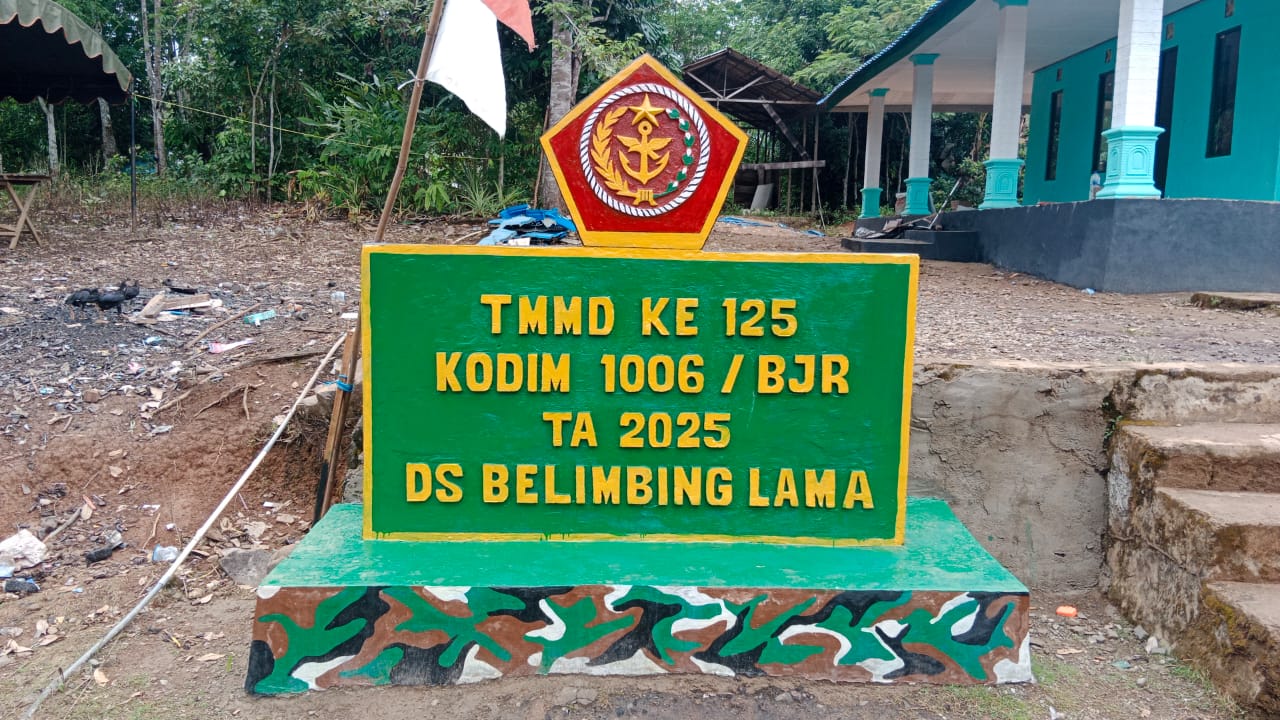 TMMD KE 125
KODIM 1006 / BJR
TA 2025
DS BELIMBING LAMA